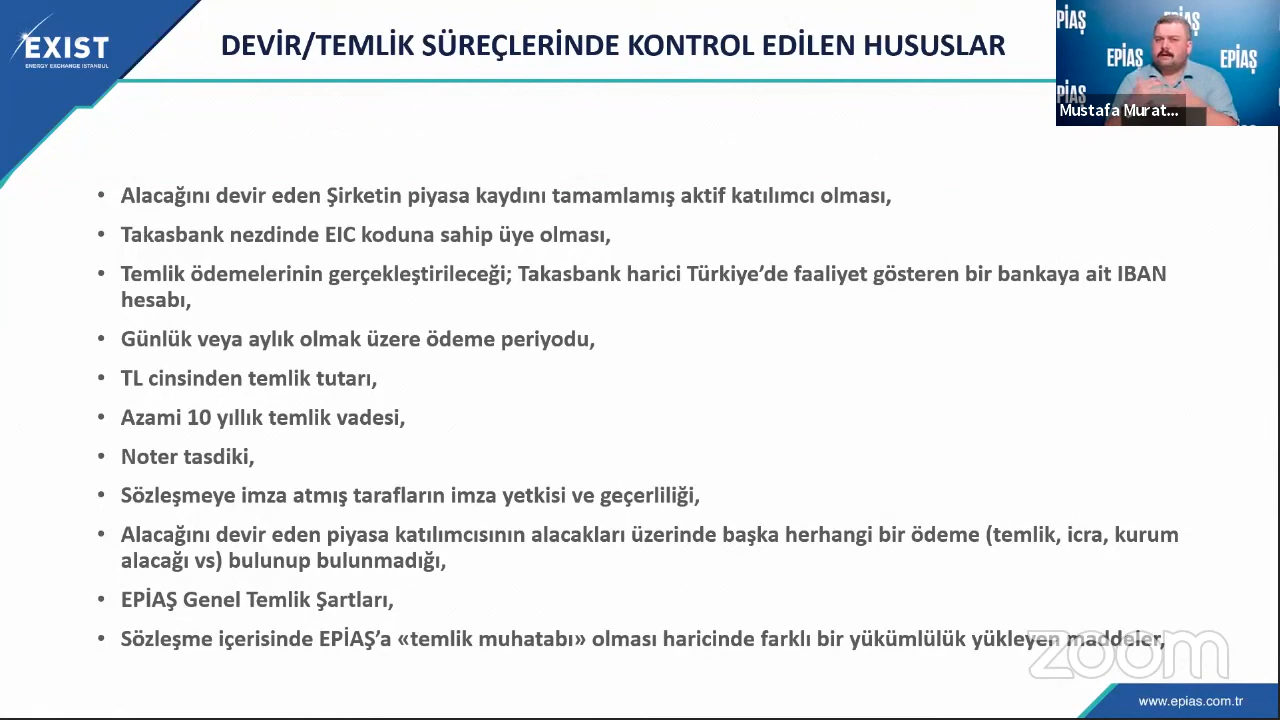 EXIST
ENERGY EXCHANGE ISTANBUL
DEVİR/TEMLİK SÜREÇLERİNDE KONTROL EDİLEN HUSUSLAR
EPİAŞ
EPİAŞ
EPİAŞ
EPİAŞ
EPİAŞ
Mustafa Murat...
• Alacağını devir eden Şirketin piyasa kaydını tamamlamış aktif katılımcı olması,
• Takasbank nezdinde EIC koduna sahip üye olması,
• Temlik ödemelerinin gerçekleştirileceği; Takasbank harici Türkiye’de faaliyet gösteren bir bankaya ait IBAN
hesabı,
• Günlük veya aylık olmak üzere ödeme periyodu,
• TL cinsinden temlik tutarı,
• Azami 10 yıllık temlik vadesi,
• Noter tasdiki,
• Sözleşmeye imza atmış tarafların imza yetkisi ve geçerliliği,
• Alacağını devir eden piyasa katılımcısının alacakları üzerinde başka herhangi bir ödeme (temlik, icra, kurum
alacağı vs) bulunup bulunmadığı,
• EPİAŞ Genel Temlik Şartları,
• Sözleşme içerisinde EPİAŞ’a «temlik muhatabı» olması haricinde farklı bir yükümlülük yükleyen maddeler,
zoom
www.epias.com.tr